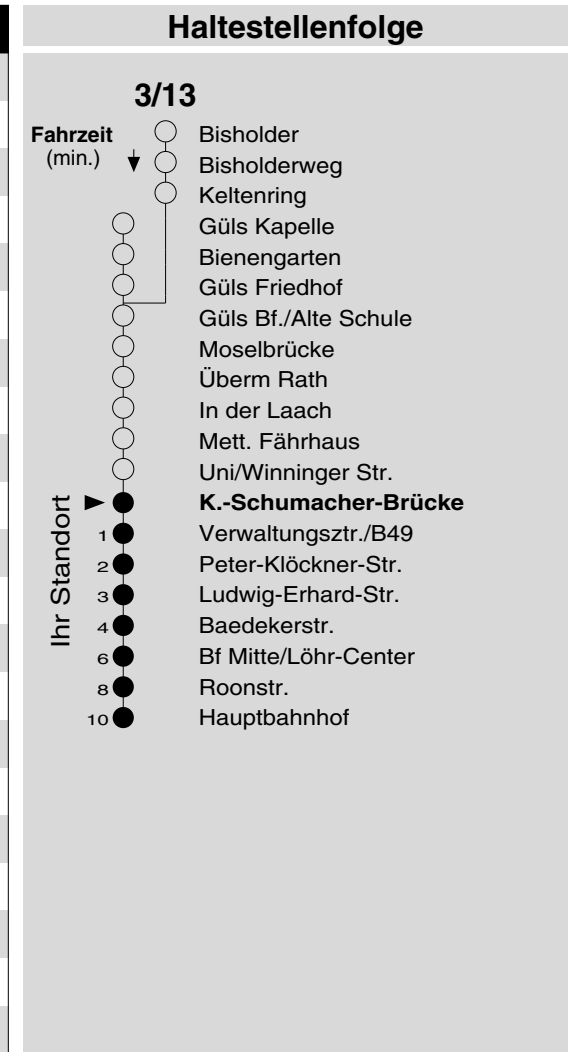 Haltestellenfolge
3/13
Fahrzeit
(min.)
Bisholder
Bisholderweg
Keltenring
Güls Kapelle
Bienengarten
Güls Friedhof
Güls Bf./Alte Schule
Moselbrücke
Überm Rath
In der Laach
Mett. Fährhaus
Uni/Winninger Str.
Ihr Standort
K.-Schumacher-Brücke
1 Verwaltungsztr./B49
2 Peter-Klöckner-Str.
3 Ludwig-Erhard-Str.
4 Baedekerstr.
6 Bf Mitte/Löhr-Center
8 Roonstr.
10 Hauptbahnhof